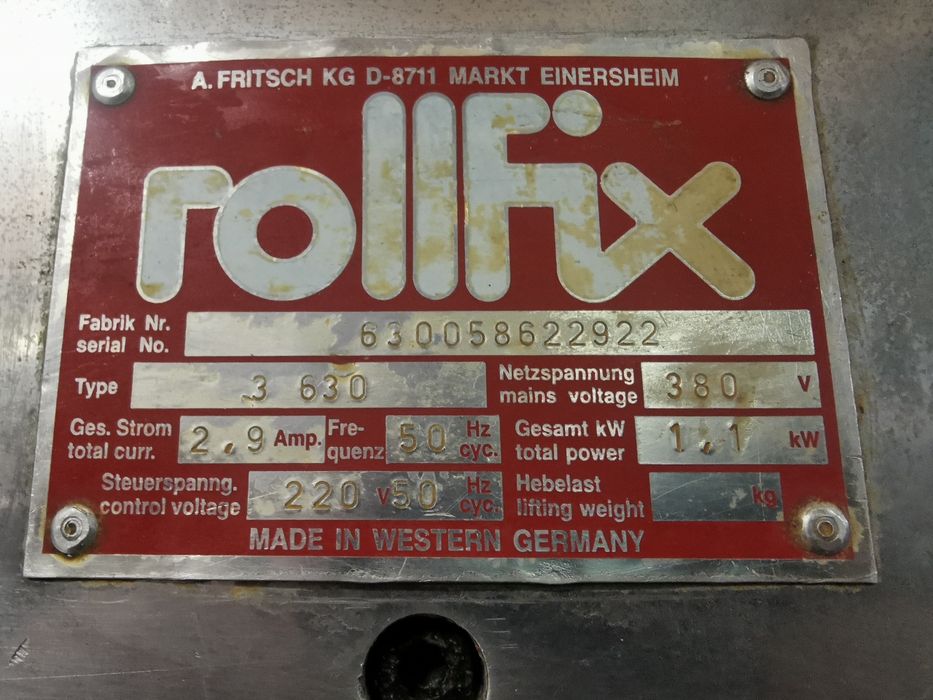 A. FRITSCH KG D-8711 MARKT EINERSHEIM
rollfix
Fabrik Nr.
serial No.
630058622922
Type
3 630
Netzspannung
mains voltage
380 V
Ges. Strom
total curr.
2,9 Amp.
Fre-
quenz
50 Hz
cyc.
Gesamt kW
total power
1,1 kW
Steuerspanng.
control voltage
220 V 50 Hz
cyc.
Hebelast
lifting weight
kg
MADE IN WESTERN GERMANY